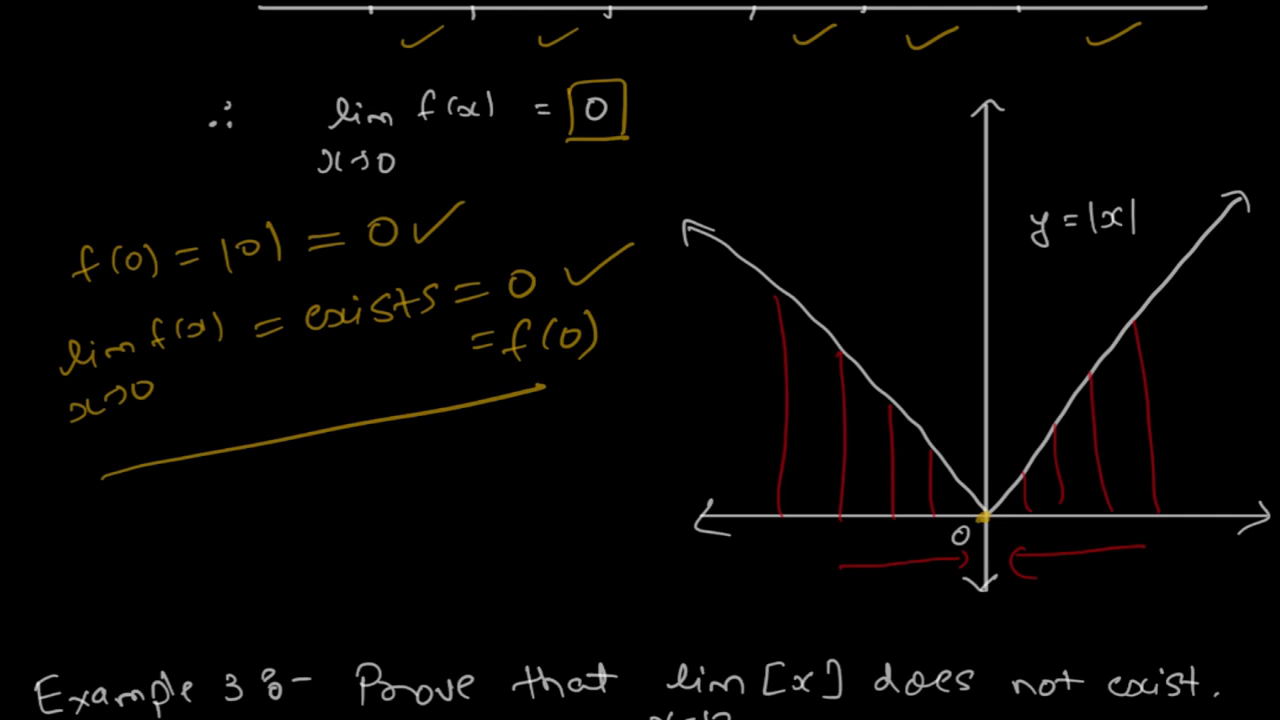 ∴ lim f(x) = 0
x→0
f(0) = |0| = 0 ✓
lim f(x) = exists = 0 ✓
x→0
= f(0)
y = |x|
0
Example 3 :- Prove that lim [x] does not exist.